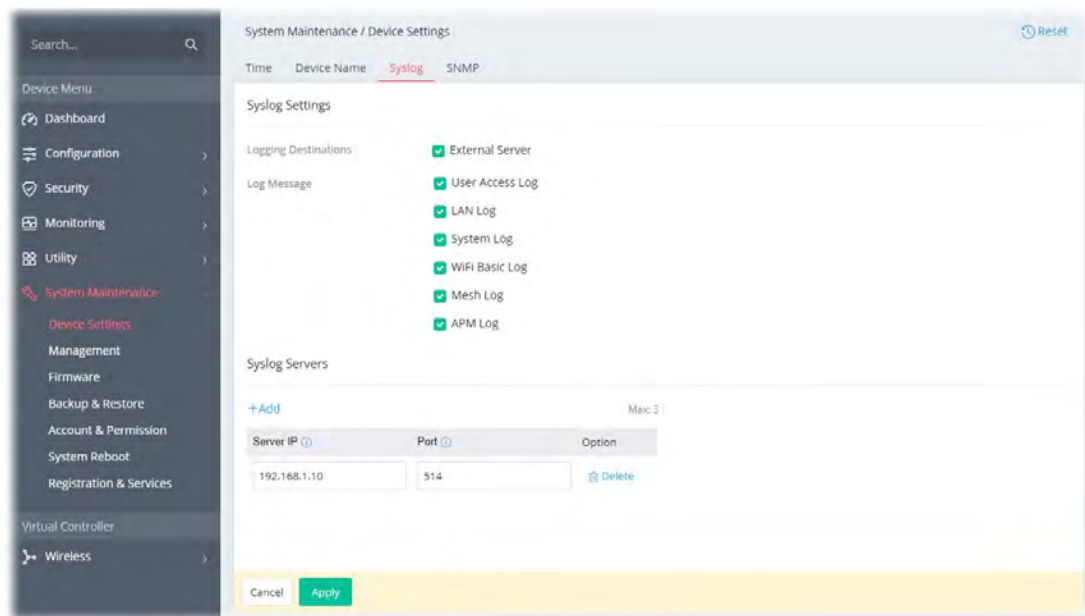 Search...
Device Menu
Dashboard
Configuration
Security
Monitoring
Utility
System Maintenance
Device Settings
Management
Firmware
Backup & Restore
Account & Permission
System Reboot
Registration & Services
Virtual Controller
Wireless
System Maintenance / Device Settings
Reset
Time Device Name Syslog SNMP
Syslog Settings
Logging Destinations External Server
Log Message User Access Log
LAN Log
System Log
WiFi Basic Log
Mesh Log
APM Log
Syslog Servers
+Add Max: 3
Server IP Port Option
192.168.1.10 514 Delete
Cancel Apply